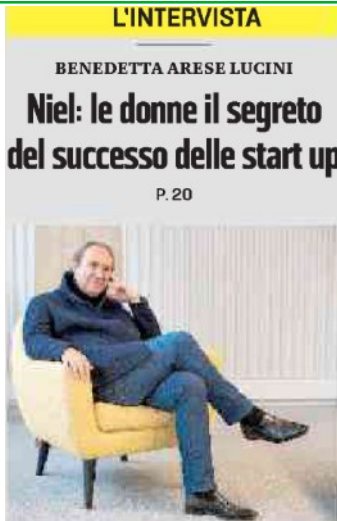 L'INTERVISTA
BENEDETTA ARESE LUCINI
Niel: le donne il segreto
del successo delle start up
P. 20